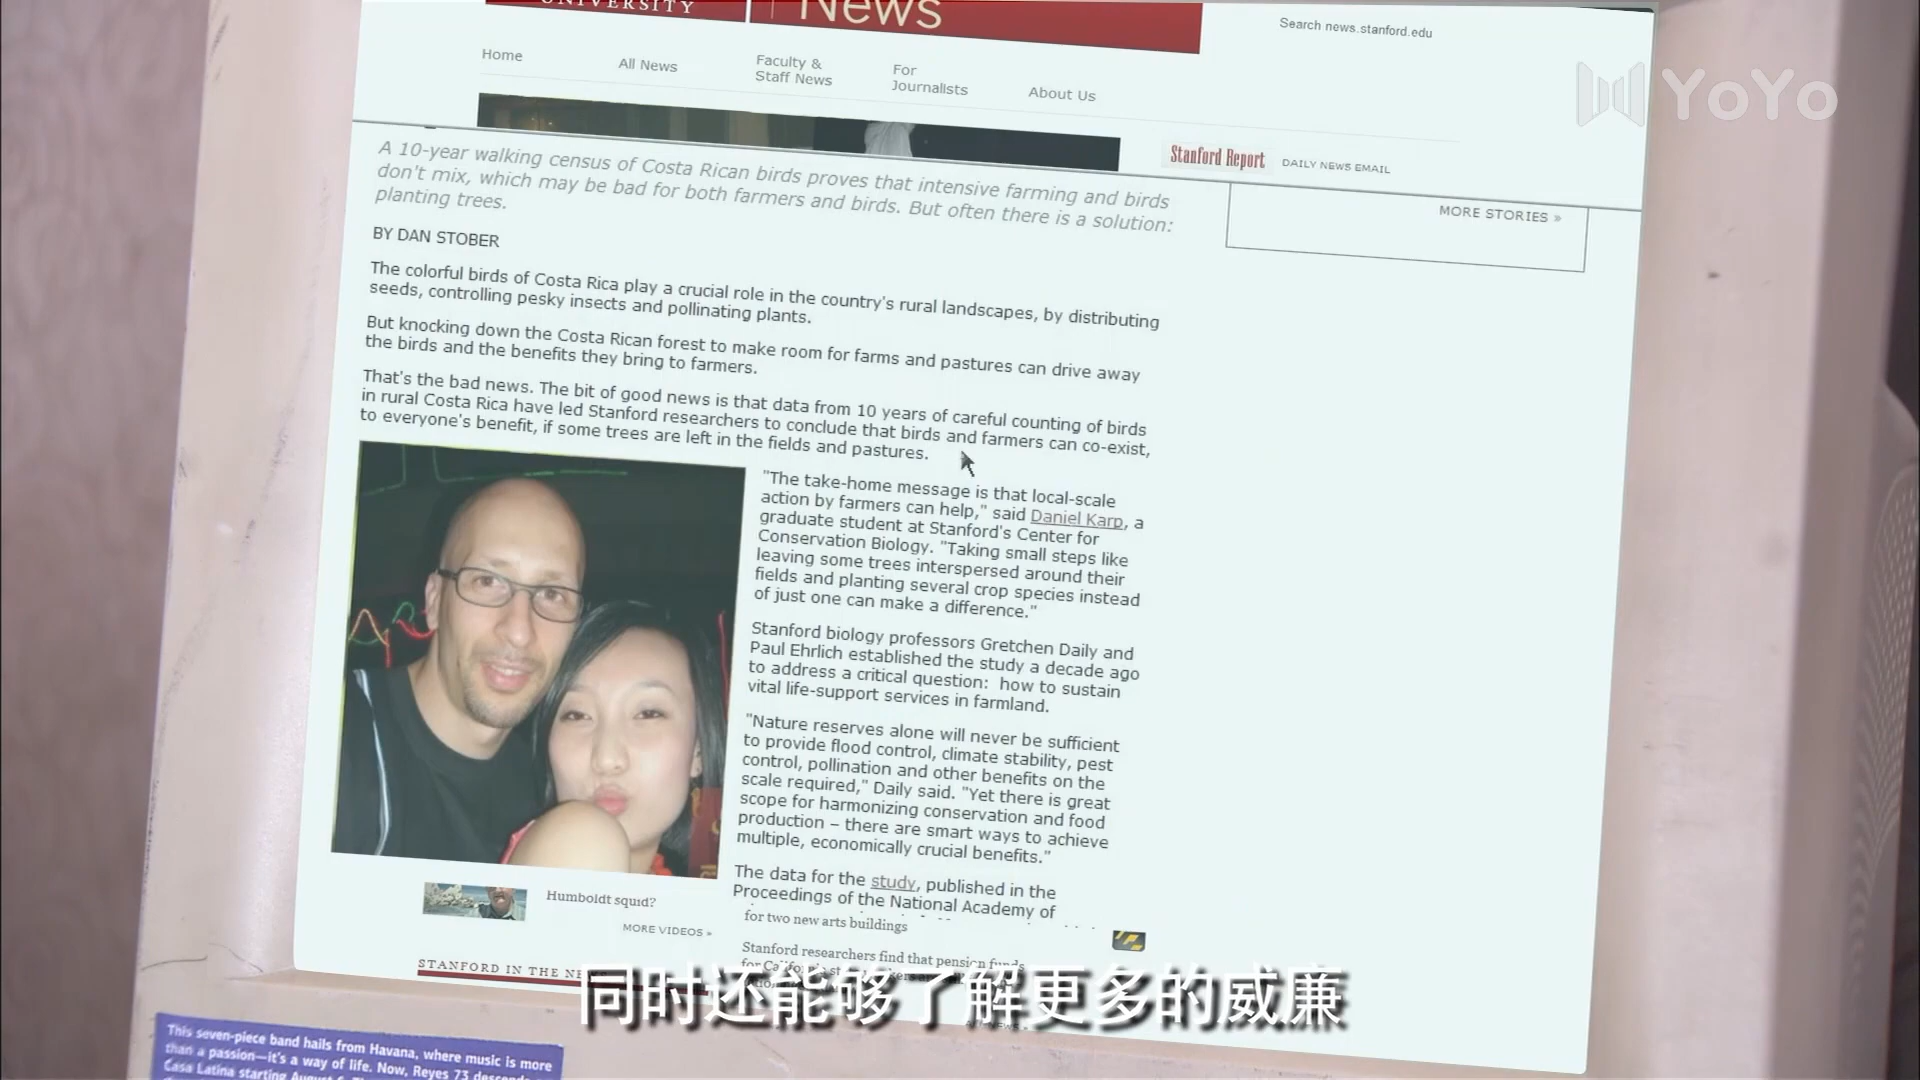 UNIVERSITY
News
Search news.stanford.edu
Home
All News
Faculty &
Staff News
For
Journalists
About Us
YoYo
Stanford Report
DAILY NEWS EMAIL
MORE STORIES »
A 10-year walking census of Costa Rican birds proves that intensive farming and birds
don't mix, which may be bad for both farmers and birds. But often there is a solution:
planting trees.
BY DAN STOBER
The colorful birds of Costa Rica play a crucial role in the country's rural landscapes, by distributing
seeds, controlling pesky insects and pollinating plants.
But knocking down the Costa Rican forest to make room for farms and pastures can drive away
the birds and the benefits they bring to farmers.
That's the bad news. The bit of good news is that data from 10 years of careful counting of birds
in rural Costa Rica have led Stanford researchers to conclude that birds and farmers can co-exist,
to everyone's benefit, if some trees are left in the fields and pastures.
"The take-home message is that local-scale
action by farmers can help," said Daniel Karp, a
graduate student at Stanford's Center for
Conservation Biology. "Taking small steps like
leaving some trees interspersed around their
fields and planting several crop species instead
of just one can make a difference."
Stanford biology professors Gretchen Daily and
Paul Ehrlich established the study a decade ago
to address a critical question: how to sustain
vital life-support services in farmland.
"Nature reserves alone will never be sufficient
to provide flood control, climate stability, pest
control, pollination and other benefits on the
scale required," Daily said. "Yet there is great
scope for harmonizing conservation and food
production – there are smart ways to achieve
multiple, economically crucial benefits."
The data for the study, published in the
Proceedings of the National Academy of
Humboldt squid?
MORE VIDEOS »
for two new arts buildings
Stanford researchers find that pension funds
STANFORD IN THE NEWS
同时还能够了解更多的威廉
This seven-piece band hails from Havana, where music is more
than a passion—it's a way of life. Now, Reyes 73
Casa Latina starting August 6.